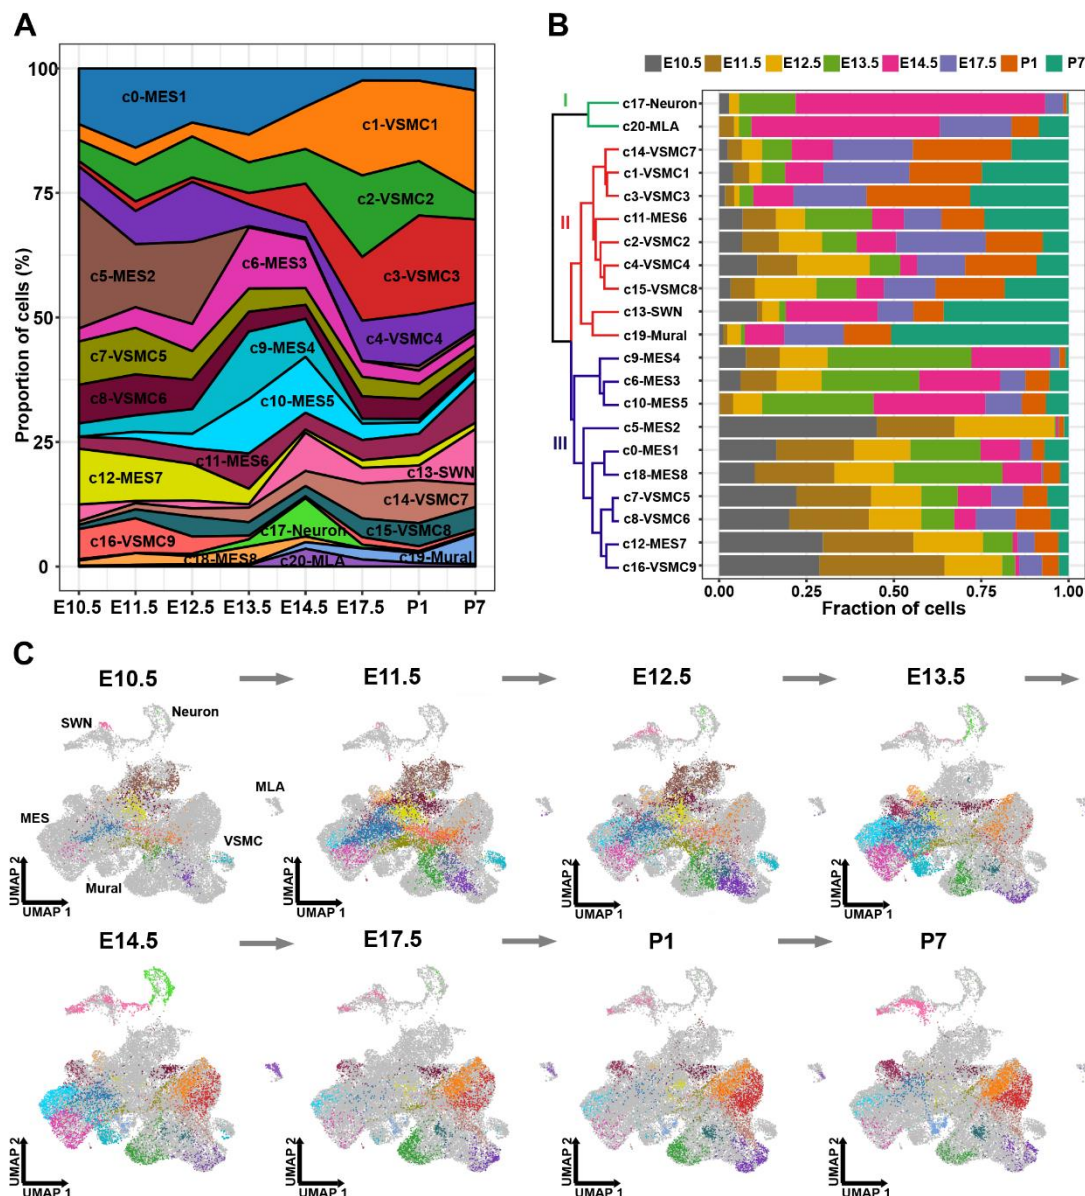 A
100
75
50
25
0
Proportion of cells (%)
c0-MES1
c1-VSMC1
c2-VSMC2
c3-VSMC3
c4-VSMC4
c5-MES2
c6-MES3
c7-VSMC5
c8-VSMC6
c9-MES4
c10-MES5
c11-MES6
c12-MES7
c13-SWN
c14-VSMC7
c15-VSMC8
c16-VSMC9
c17-Neuron
c18-MES8
c19-Mural
c20-MLA
E10.5 E11.5 E12.5 E13.5 E14.5 E17.5 P1 P7
B
E10.5 E11.5 E12.5 E13.5 E14.5 E17.5 P1 P7
I
II
III
c17-Neuron
c20-MLA
c14-VSMC7
c1-VSMC1
c3-VSMC3
c11-MES6
c2-VSMC2
c4-VSMC4
c15-VSMC8
c13-SWN
c19-Mural
c9-MES4
c6-MES3
c10-MES5
c5-MES2
c0-MES1
c18-MES8
c7-VSMC5
c8-VSMC6
c12-MES7
c16-VSMC9
0.00 0.25 0.50 0.75 1.00
Fraction of cells
C
E10.5 E11.5 E12.5 E13.5
SWN
Neuron
MLA
MES
VSMC
Mural
UMAP 2
UMAP 1
UMAP 2
UMAP 1
UMAP 2
UMAP 1
UMAP 2
UMAP 1
E14.5 E17.5 P1 P7
UMAP 2
UMAP 1
UMAP 2
UMAP 1
UMAP 2
UMAP 1
UMAP 2
UMAP 1